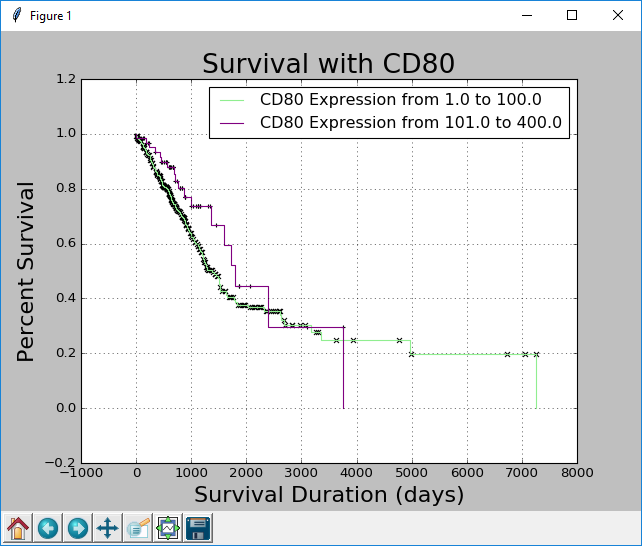 Figure 1
Survival with CD80
CD80 Expression from 1.0 to 100.0
CD80 Expression from 101.0 to 400.0
Percent Survival
1.2
1.0
0.8
0.6
0.4
0.2
0.0
−0.2
−1000 0 1000 2000 3000 4000 5000 6000 7000 8000
Survival Duration (days)